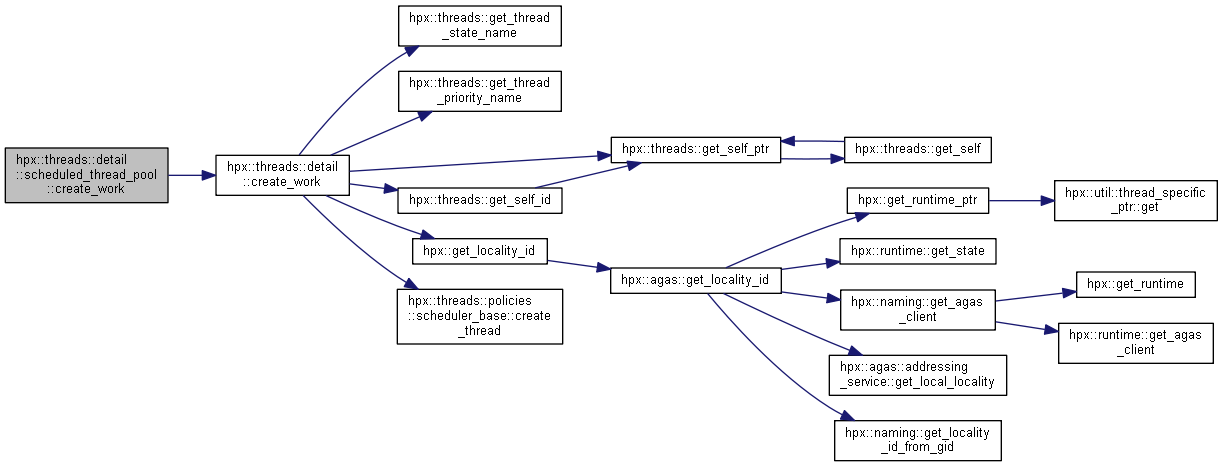 hpx::threads::detail
::scheduled_thread_pool
::create_work
hpx::threads::detail
::create_work
hpx::threads::get_thread
_state_name
hpx::threads::get_thread
_priority_name
hpx::threads::get_self_ptr
hpx::threads::get_self
hpx::threads::get_self_id
hpx::get_locality_id
hpx::threads::policies
::scheduler_base::create
_thread
hpx::agas::get_locality_id
hpx::get_runtime_ptr
hpx::util::thread_specific
_ptr::get
hpx::runtime::get_state
hpx::naming::get_agas
_client
hpx::get_runtime
hpx::runtime::get_agas
_client
hpx::agas::addressing
_service::get_local_locality
hpx::naming::get_locality
_id_from_gid